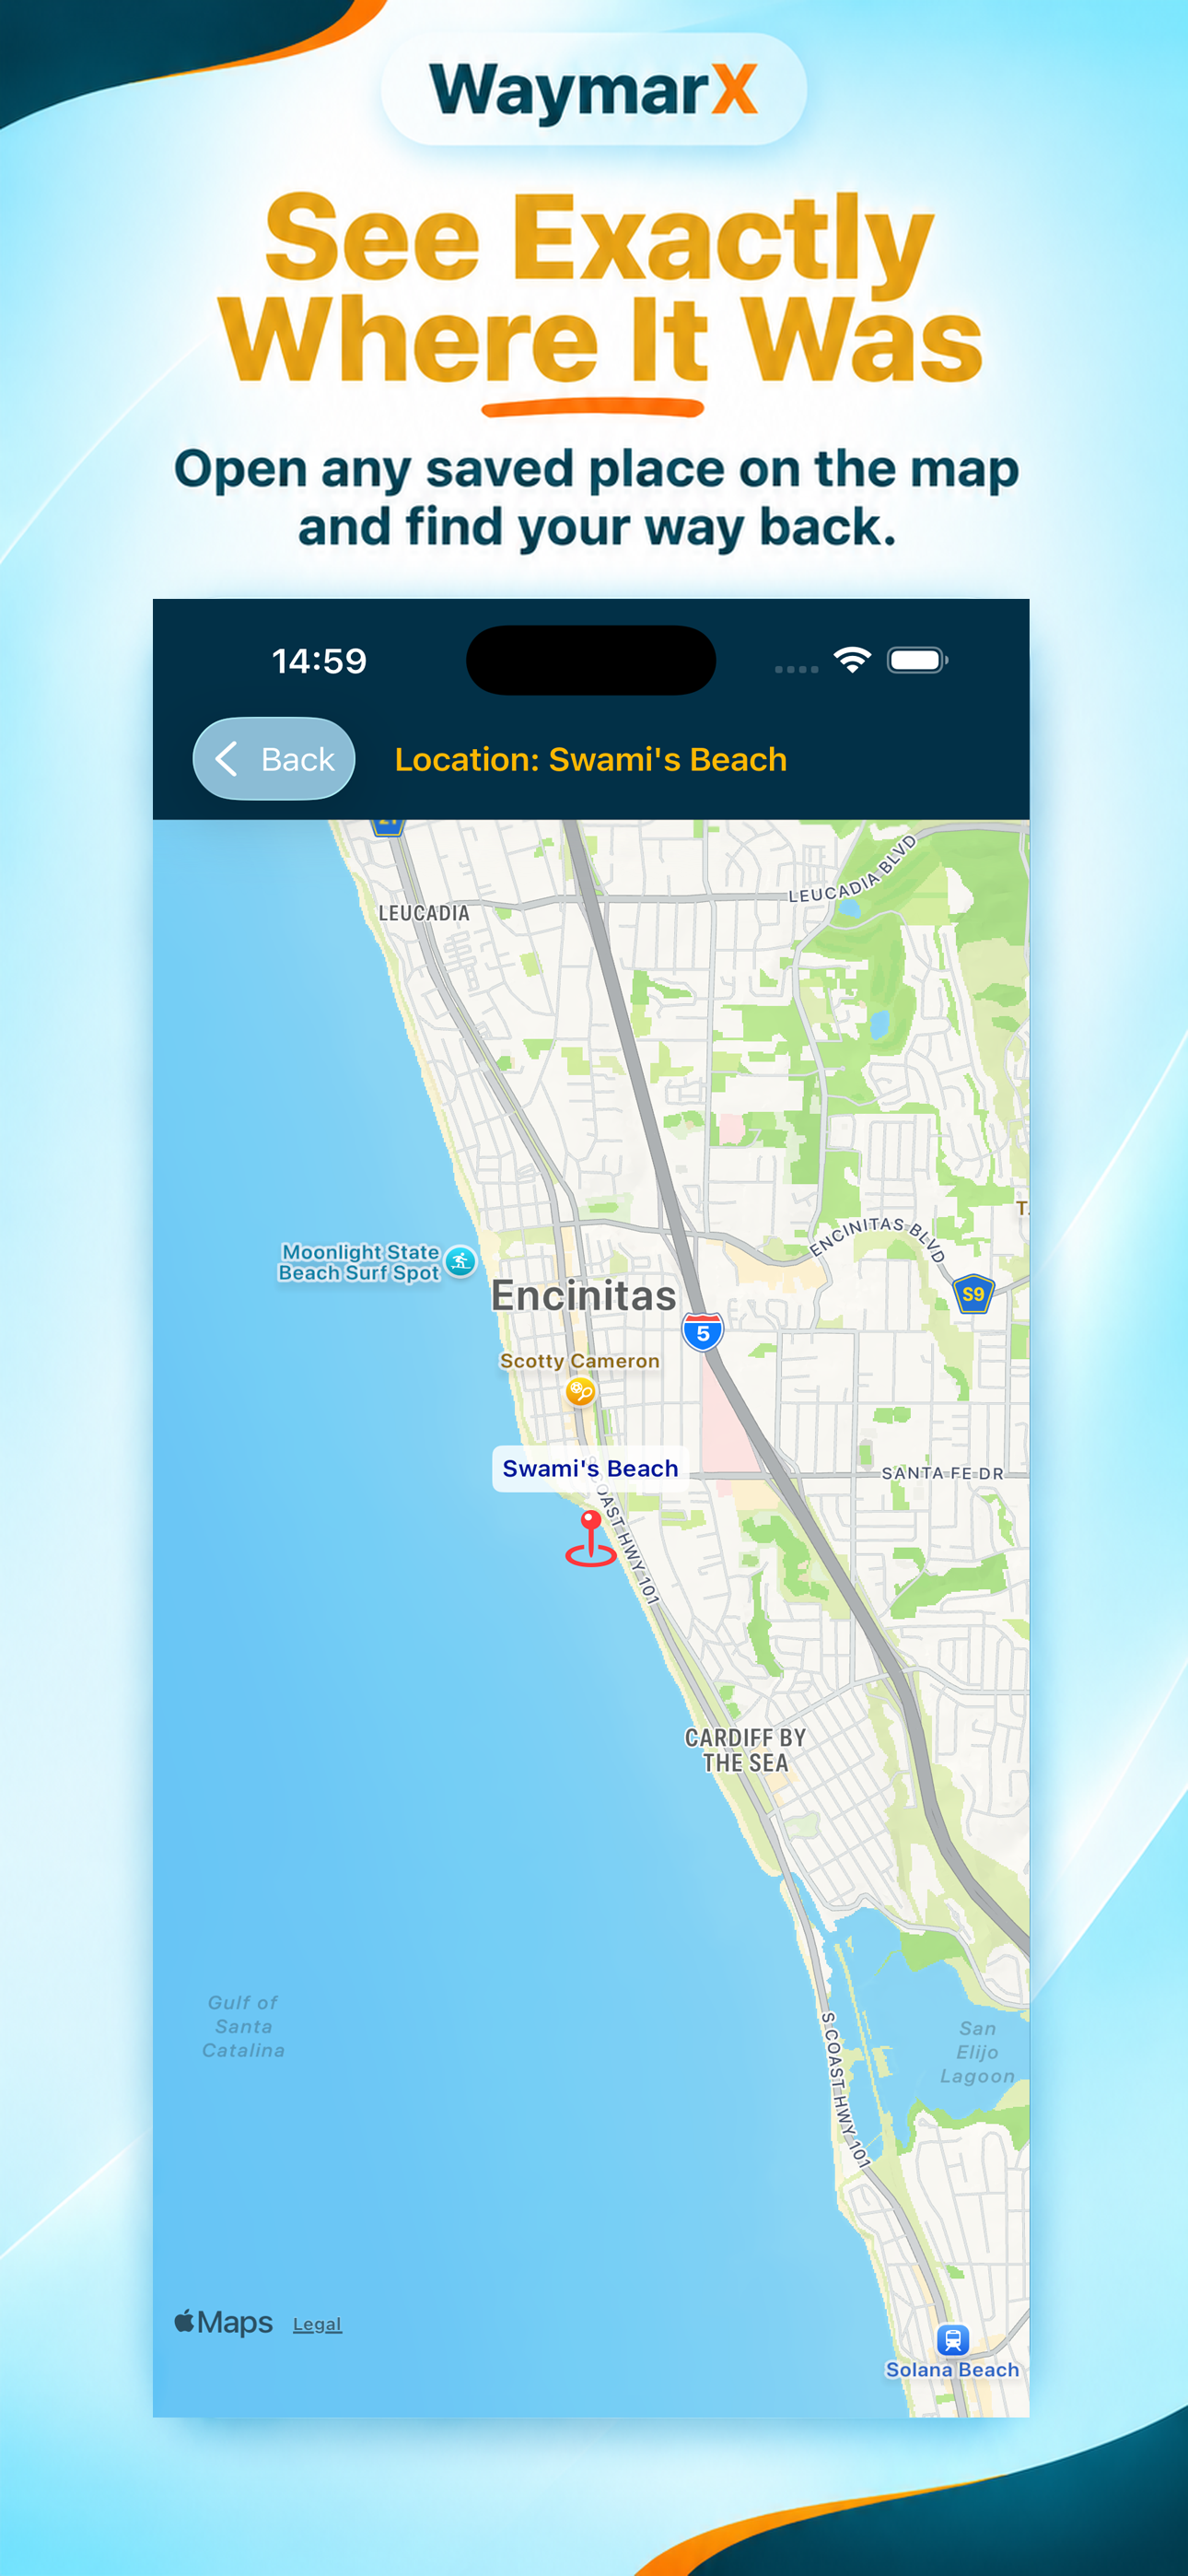 WaymarX
See Exactly
Where It Was
Open any saved place on the map
and find your way back.
14:59
Back
Location: Swami's Beach
LEUCADIA BLVD
LEUCADIA
ENCINITAS BLVD
Moonlight State
Beach Surf Spot
Encinitas
S9
5
Scotty Cameron
Swami's Beach
SANTA FE DR
COAST HWY 101
CARDIFF BY
THE SEA
Gulf of
Santa
Catalina
S COAST HWY 101
San
Elijo
Lagoon
Maps
Legal
Solana Beach